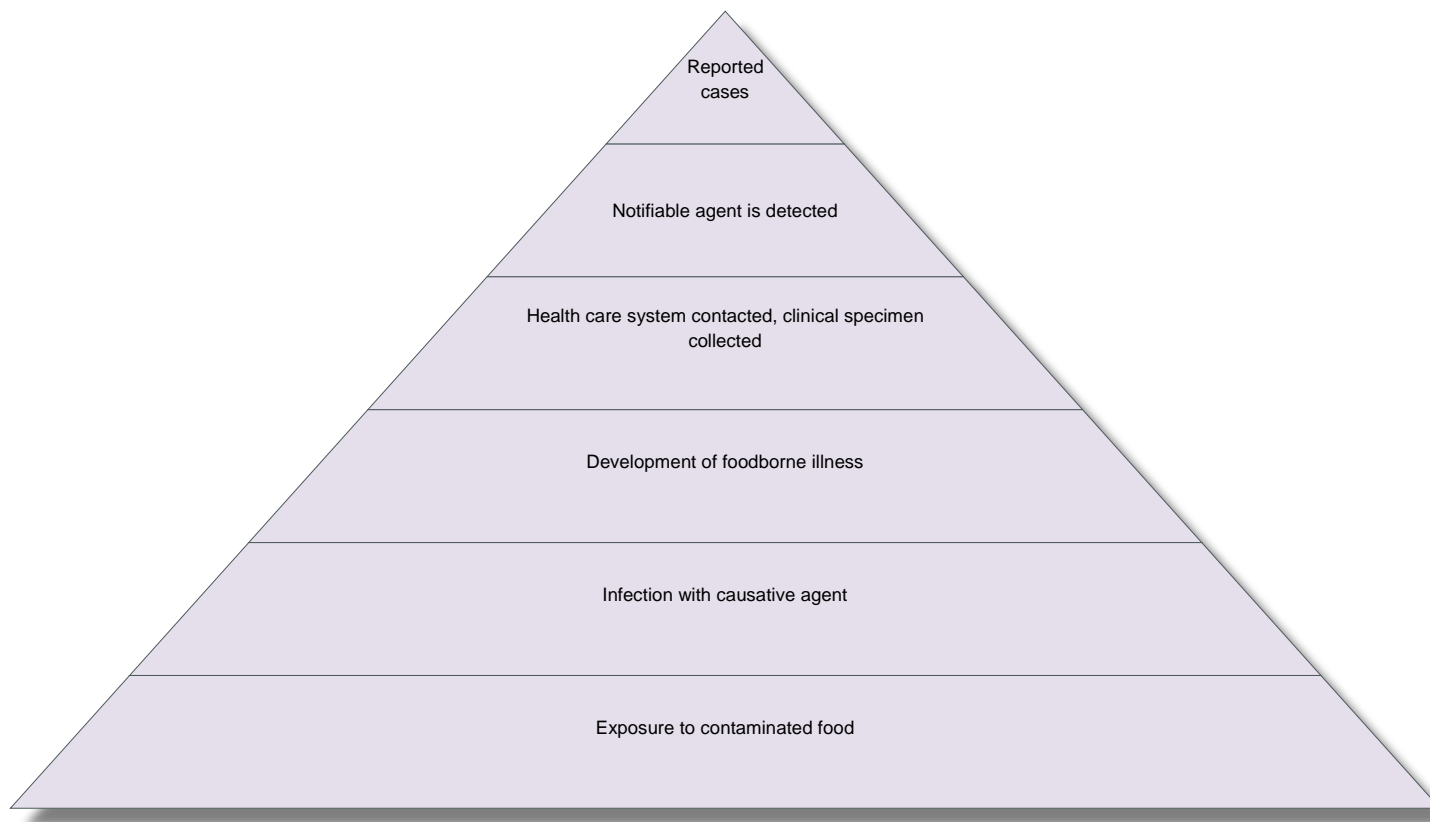 Reported
cases
Notifiable agent is detected
Health care system contacted, clinical specimen
collected
Development of foodborne illness
Infection with causative agent
Exposure to contaminated food